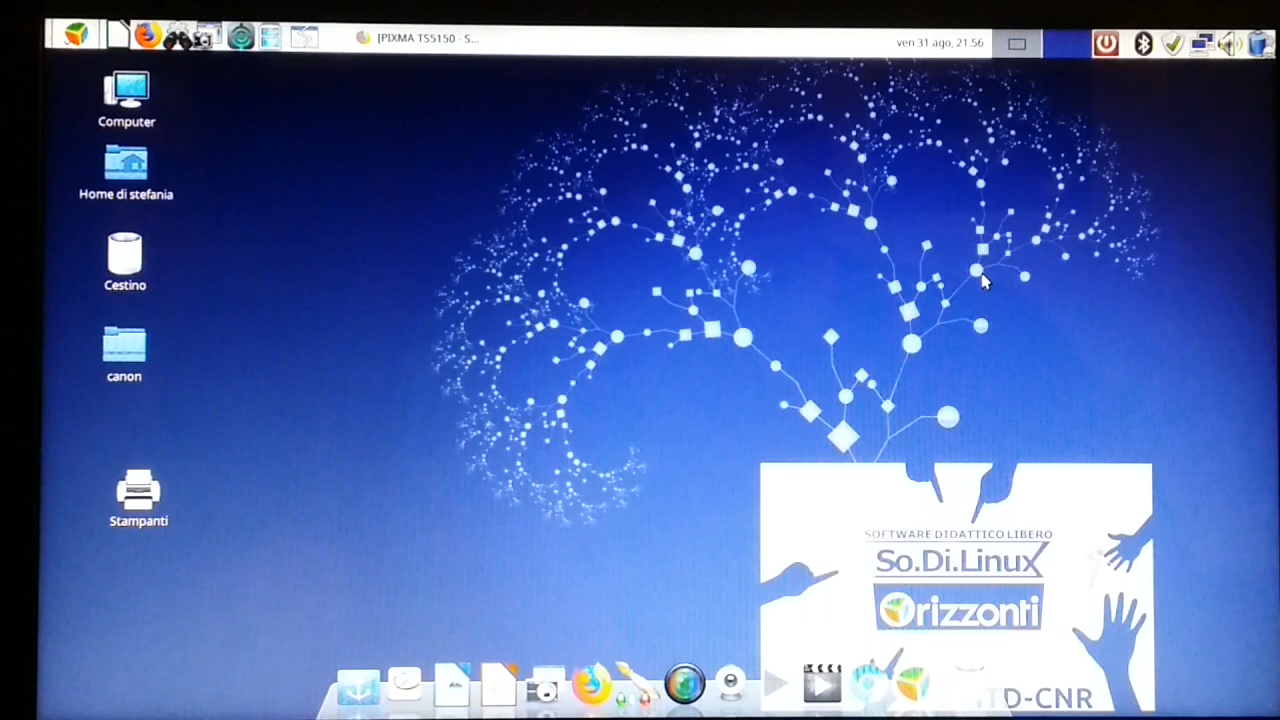 [PIXMA TS5150 - S...
ven 31 ago, 21.56
Computer
Home di stefania
Cestino
canon
Stampanti
SOFTWARE DIDATTICO LIBERO
So.Di.Linux
Orizzonti
TD-CNR